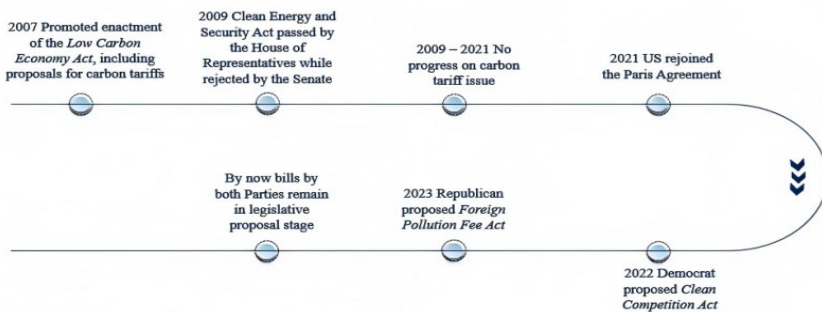 2007 Promoted enactment
of the Low Carbon
Economy Act, including
proposals for carbon tariffs
2009 Clean Energy and
Security Act passed by
the House of
Representatives while
rejected by the Senate
2009 – 2021 No
progress on carbon
tariff issue
2021 US rejoined
the Paris Agreement
2022 Democrat
proposed Clean
Competition Act
2023 Republican
proposed Foreign
Pollution Fee Act
By now bills by
both Parties remain
in legislative
proposal stage